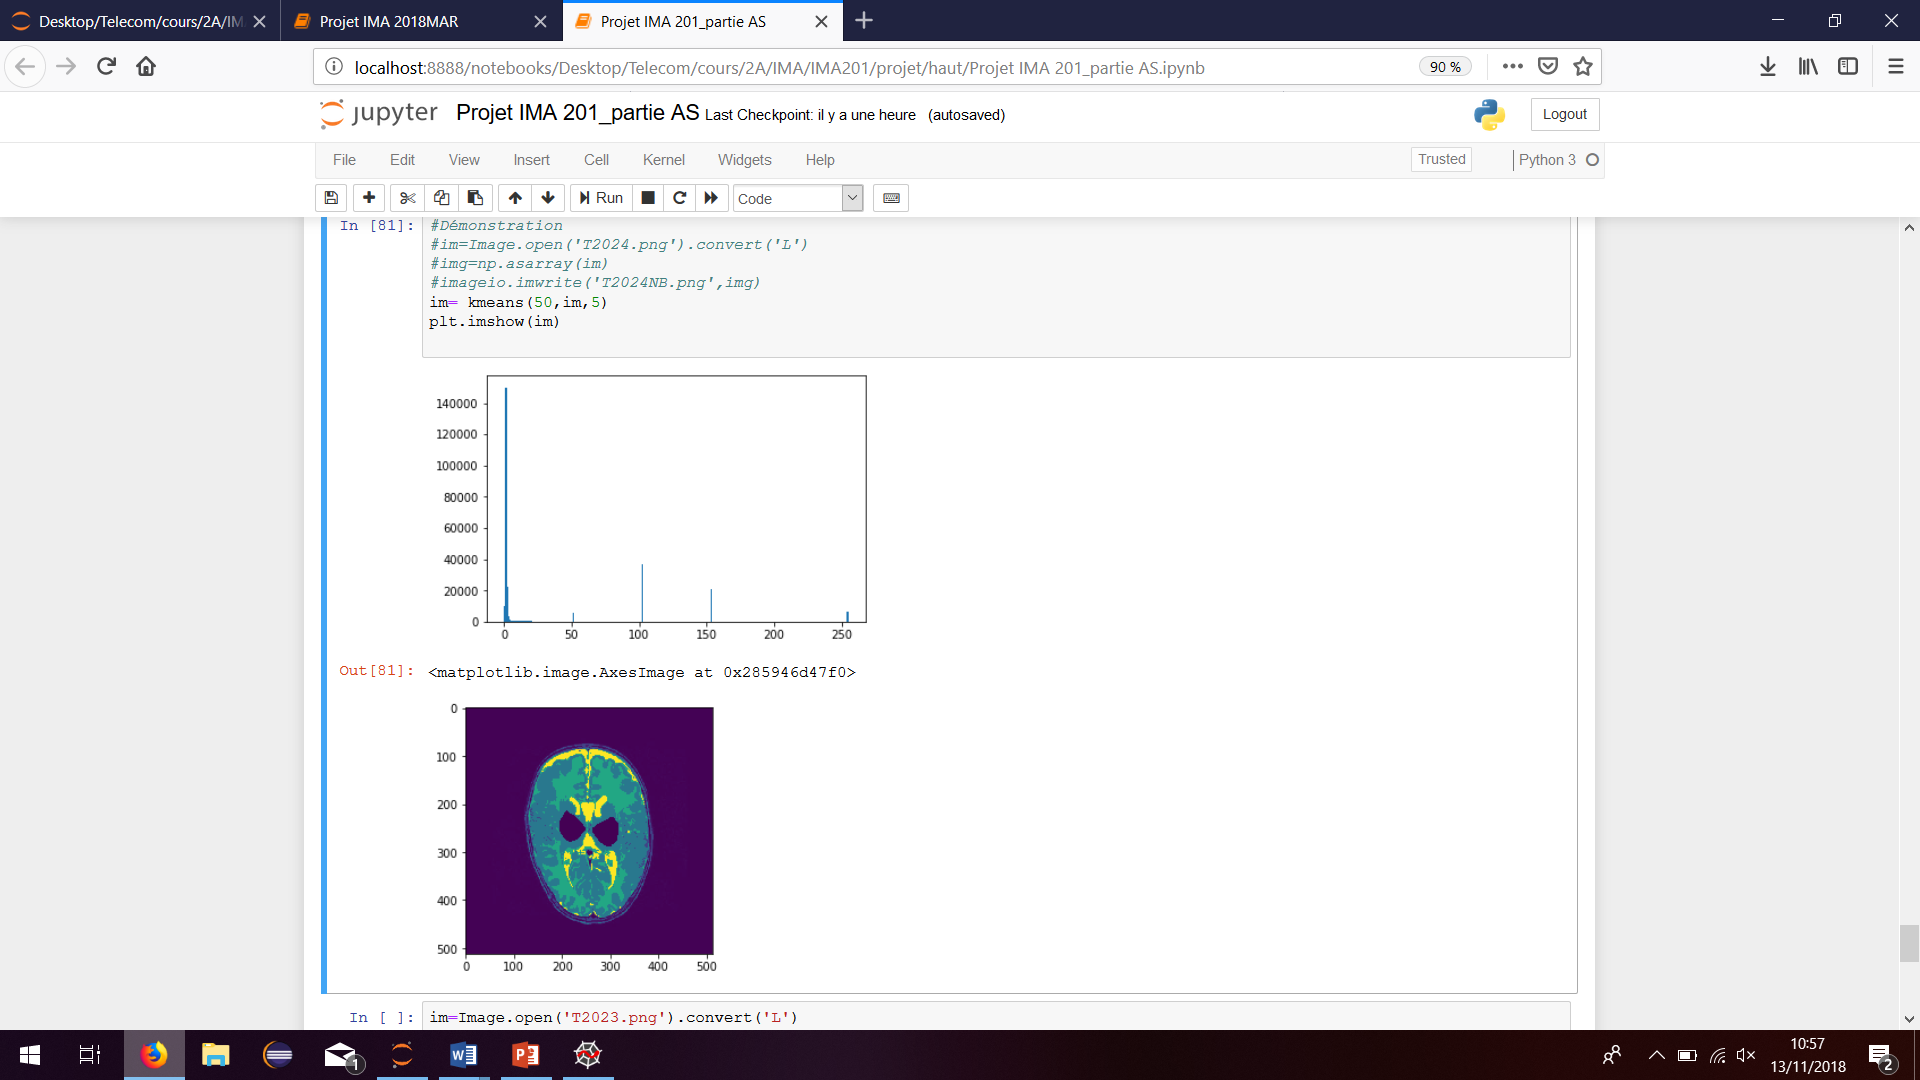 Desktop/Telecom/cours/2A/IM
Projet IMA 2018MAR
Projet IMA 201_partie AS
localhost:8888/notebooks/Desktop/Telecom/cours/2A/IMA/IMA201/projet/haut/Projet IMA 201_partie AS.ipynb
90 %
jupyter Projet IMA 201_partie AS Last Checkpoint: il y a une heure (autosaved)
Logout
File Edit View Insert Cell Kernel Widgets Help
Trusted
Python 3
Run
Code
In [81]: #Démonstration
#im=Image.open('T2024.png').convert('L')
#img=np.asarray(im)
#imageio.imwrite('T2024NB.png',img)
im= kmeans(50,im,5)
plt.imshow(im)
140000
120000
100000
80000
60000
40000
20000
0
0 50 100 150 200 250
Out[81]: <matplotlib.image.AxesImage at 0x285946d47f0>
0
100
200
300
400
500
0 100 200 300 400 500
In [ ]: im=Image.open('T2023.png').convert('L')
1
10:57
13/11/2018
2